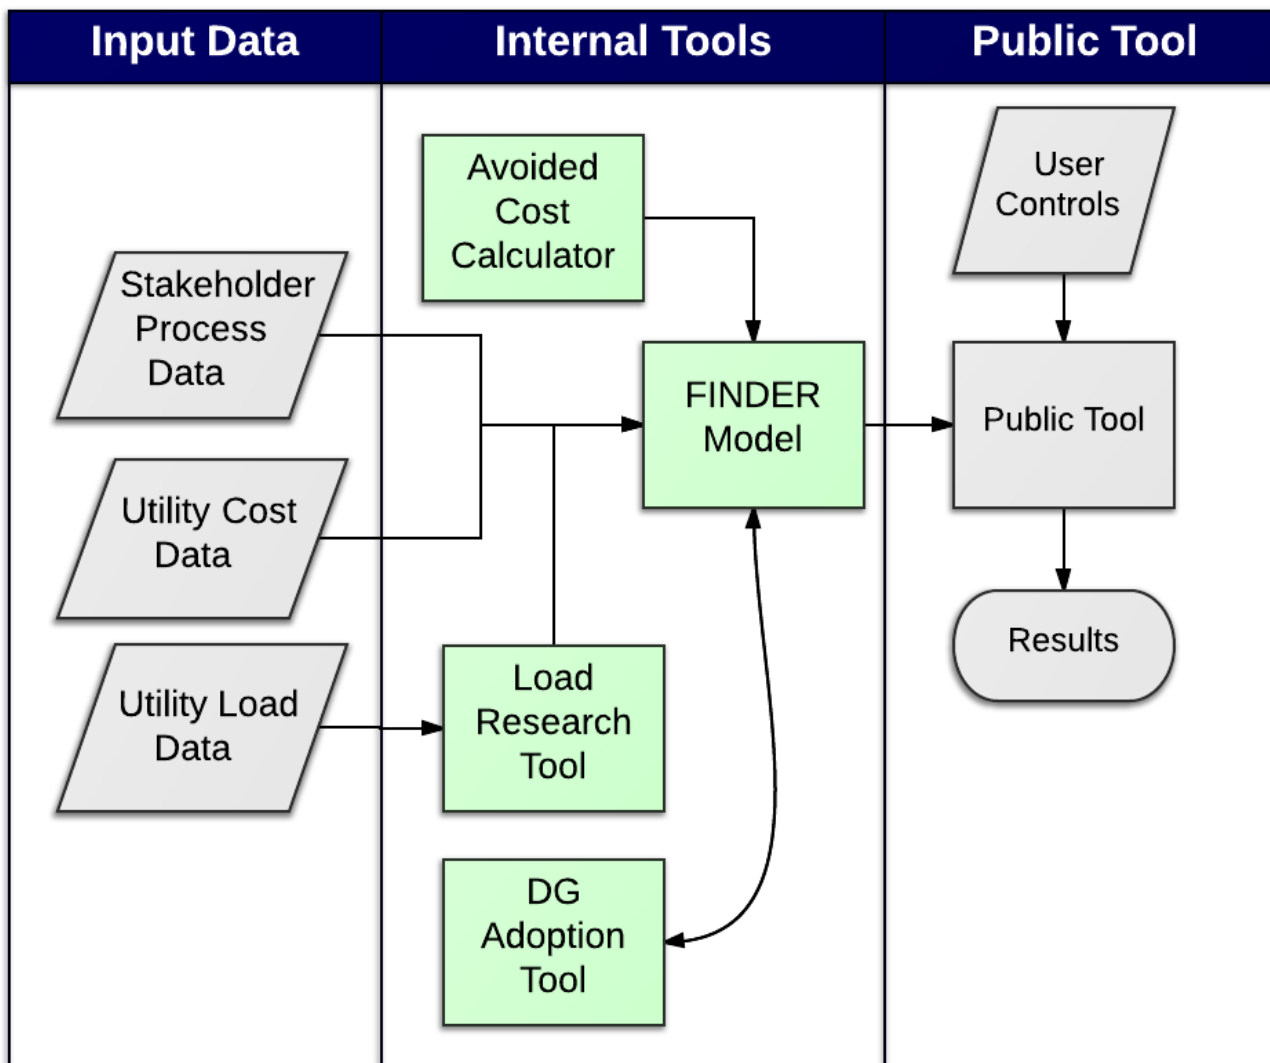 Input Data
Internal Tools
Public Tool
Stakeholder
Process
Data
Utility Cost
Data
Utility Load
Data
Avoided
Cost
Calculator
FINDER
Model
Load
Research
Tool
DG
Adoption
Tool
User
Controls
Public Tool
Results